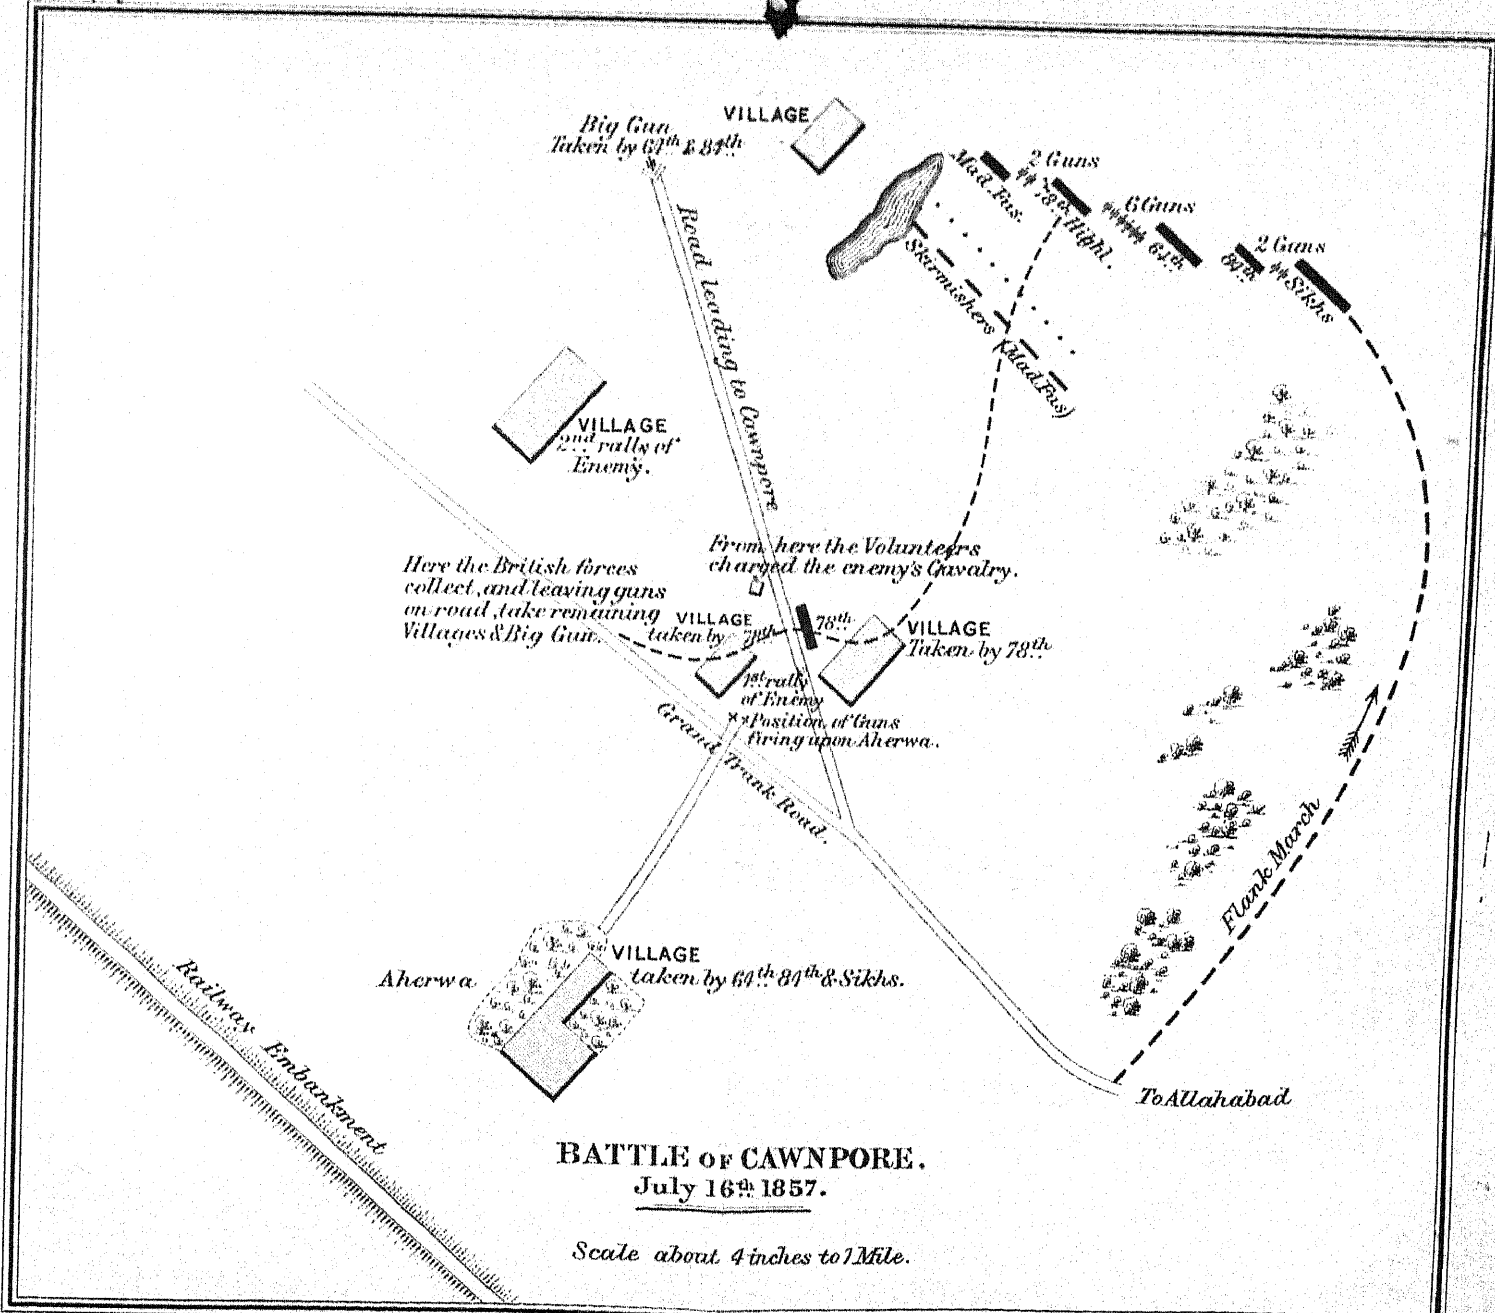 Big Gun
Taken by 64th & 84th
VILLAGE
Mad. Fus.
2 Guns
78th Highl.
6 Guns
64th
84th
2 Guns
Sikhs
Skirmishers (Mad. Fus)
Road leading to Cawnpore
VILLAGE
2nd rally of
Enemy.
From here the Volunteers
charged the enemy's Cavalry.
Here the British forces
collect, and leaving guns
on road, take remaining
Villages & Big Gun.
VILLAGE
taken by 78th
78th
VILLAGE
Taken by 78th
1st rally
of Enemy
Position of Guns
firing upon Aherwa.
Grand Trunk Road.
Flank March
Aherwa
VILLAGE
taken by 64th 84th & Sikhs.
Railway Embankment
To Allahabad
BATTLE OF CAWNPORE.
July 16th 1857.
Scale about 4 inches to 1 Mile.